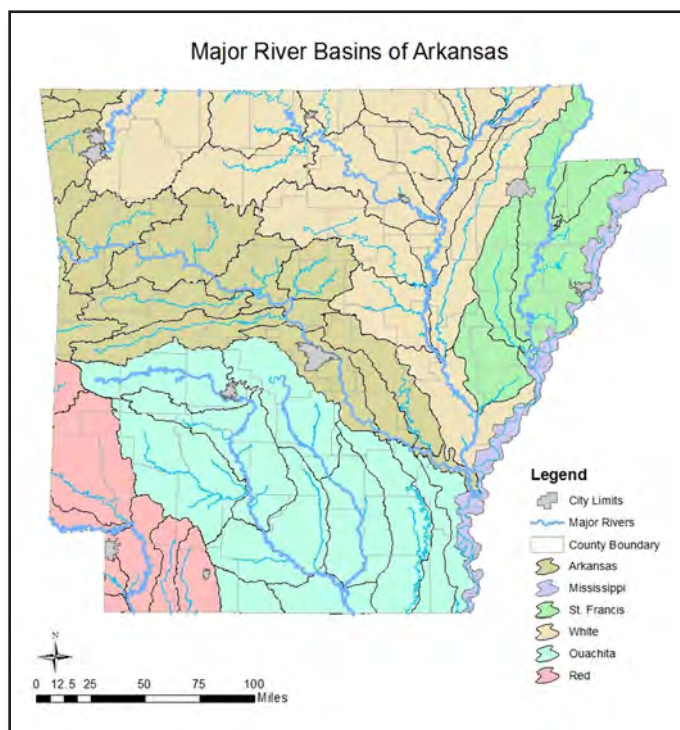 Major River Basins of Arkansas
Legend
City Limits
Major Rivers
County Boundary
Arkansas
Mississippi
St. Francis
White
Ouachita
Red
N
0 12.5 25 50 75 100
Miles